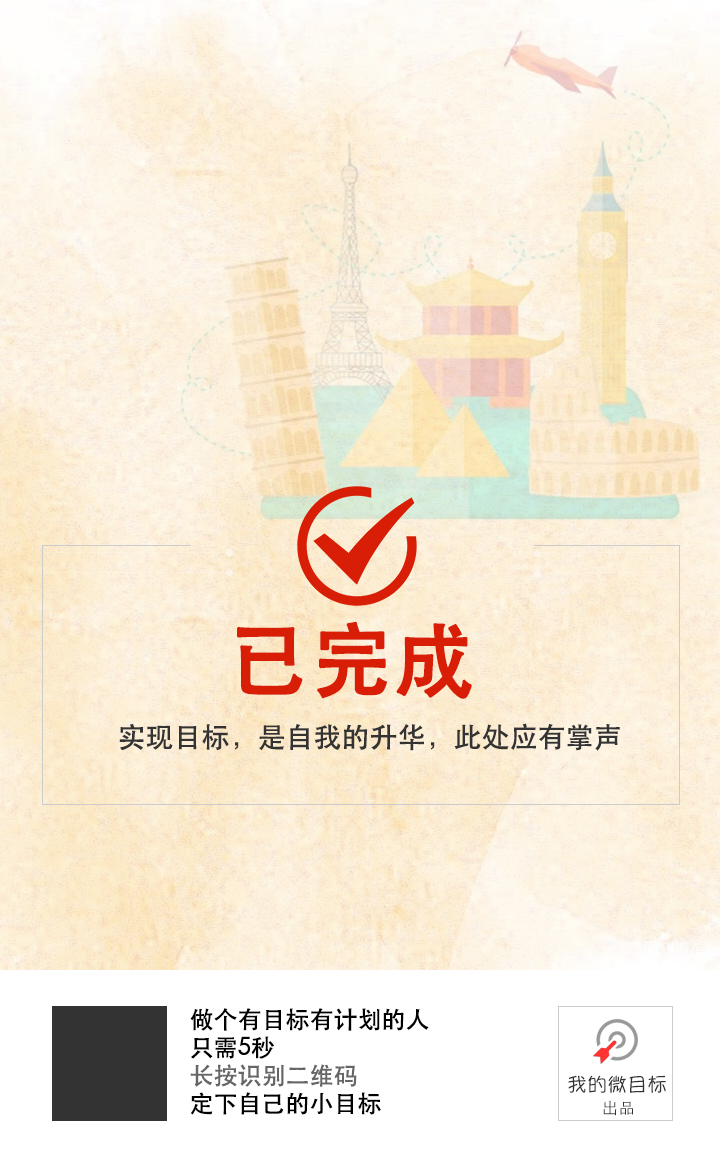 已完成
实现目标，是自我的升华，此处应有掌声
做个有目标有计划的人
只需5秒
长按识别二维码
定下自己的小目标
我的微目标
出品